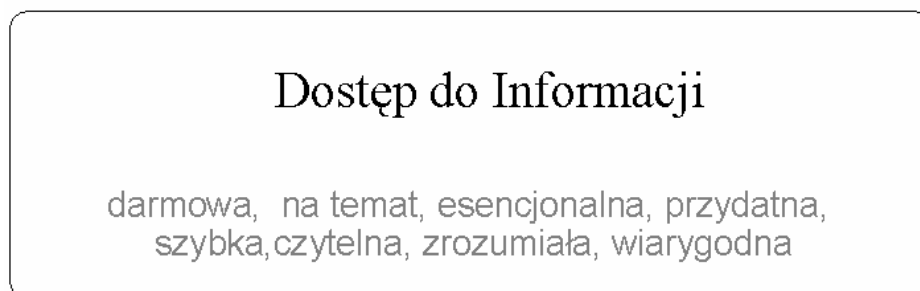 Dostęp do Informacji
darmowa, na temat, esencjonalna, przydatna,
szybka,czytelna, zrozumiała, wiarygodna